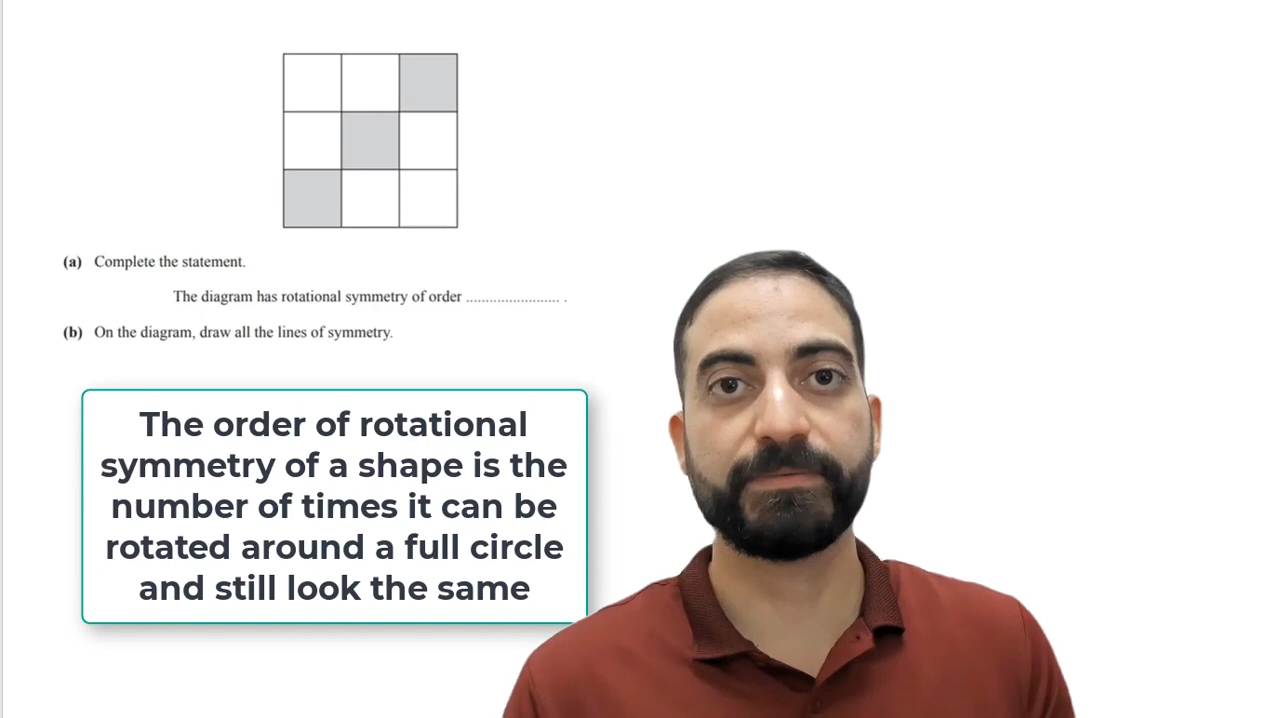 (a) Complete the statement.
The diagram has rotational symmetry of order ........................ .
(b) On the diagram, draw all the lines of symmetry.
The order of rotational
symmetry of a shape is the
number of times it can be
rotated around a full circle
and still look the same